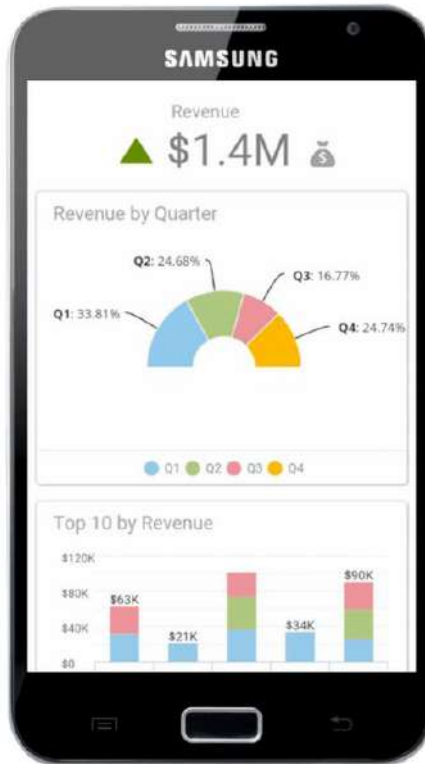 SAMSUNG
Revenue
$1.4M
Revenue by Quarter
Q2: 24.68%
Q3: 16.77%
Q1: 33.81%
Q4: 24.74%
Q1 Q2 Q3 Q4
Top 10 by Revenue
$120K
$90K
$80K
$63K
$40K
$34K
$21K
$0